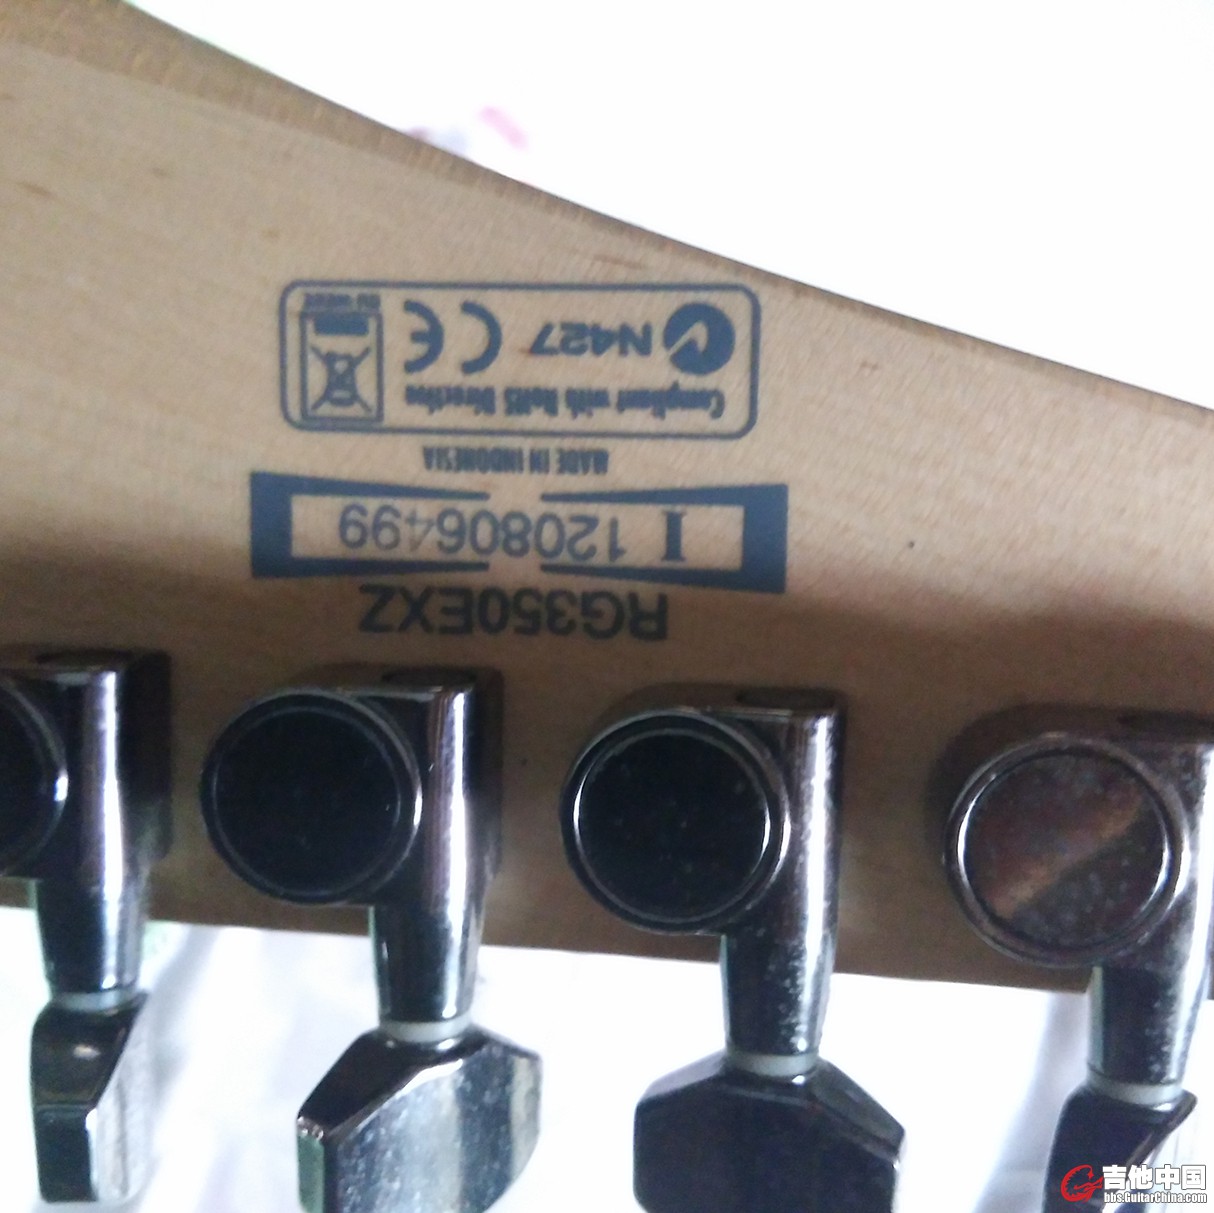 RG350EXZ
I 120806499
MADE IN INDONESIA
Compliant with RoHS Directive
N427 CE
吉他中国
bbs.GuitarChina.com